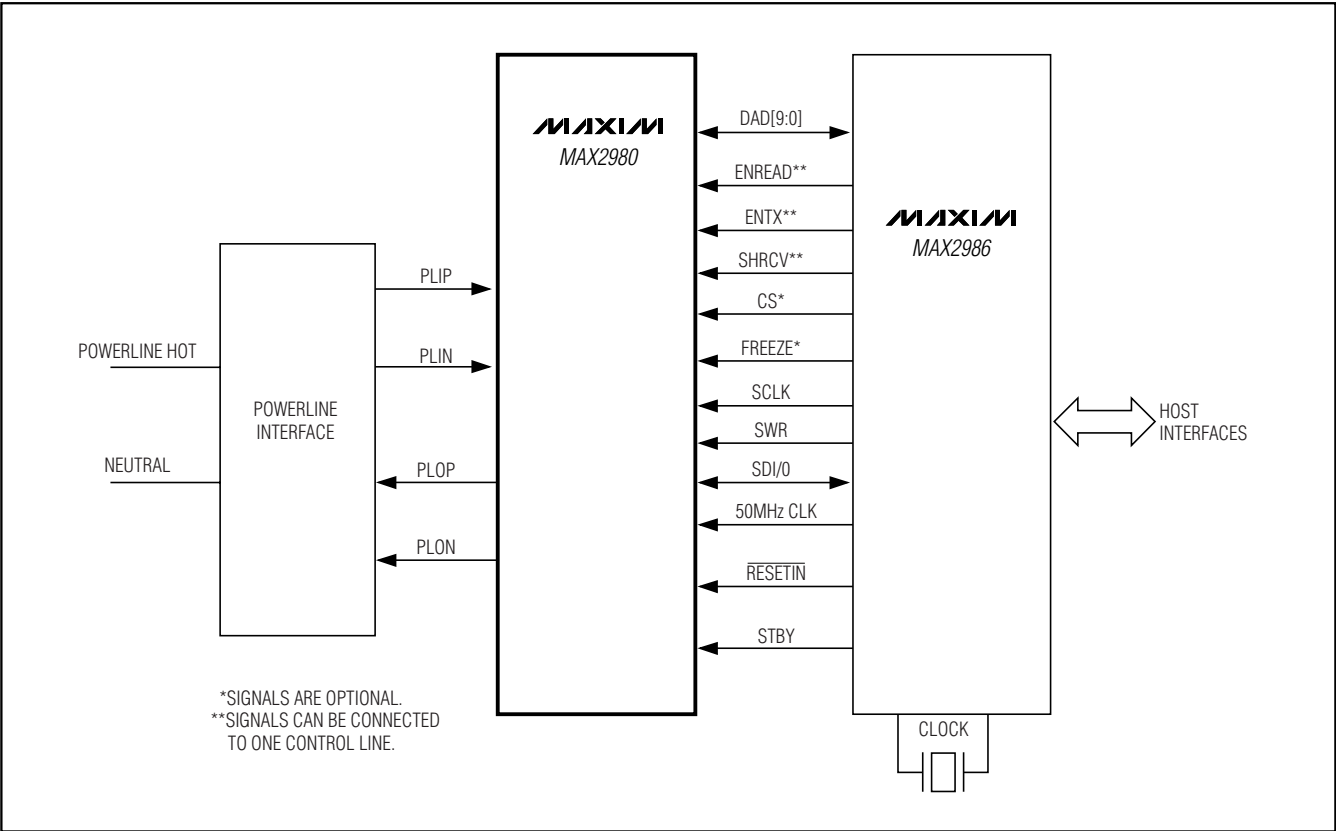 MAXIM
MAX2980
MAXIM
MAX2986
DAD[9:0]
ENREAD**
ENTX**
SHRCV**
CS*
FREEZE*
SCLK
SWR
SDI/0
50MHz CLK
RESETIN
STBY
PLIP
PLIN
PLOP
PLON
POWERLINE HOT
NEUTRAL
POWERLINE
INTERFACE
HOST
INTERFACES
CLOCK
*SIGNALS ARE OPTIONAL.
**SIGNALS CAN BE CONNECTED
TO ONE CONTROL LINE.